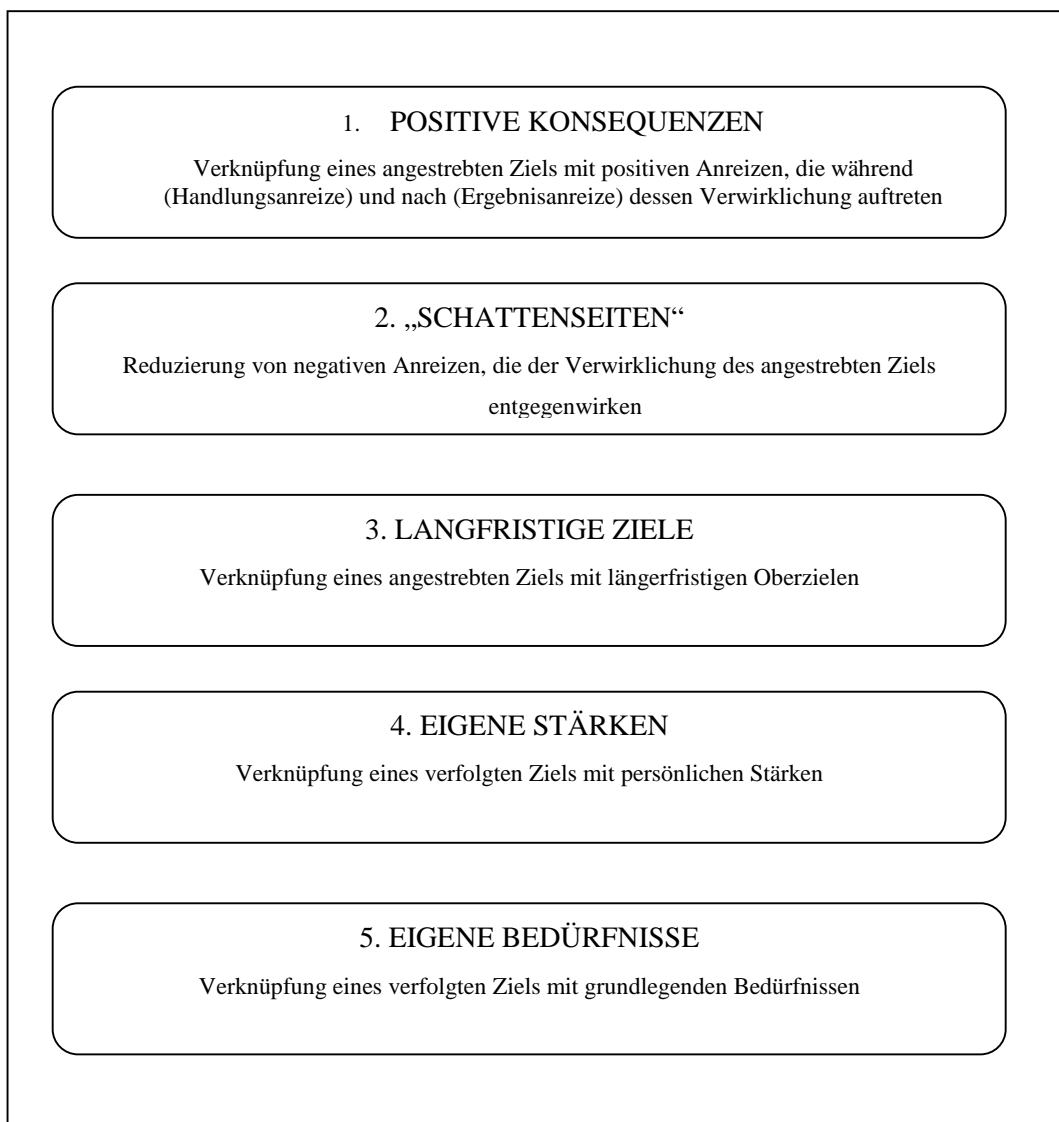 1. POSITIVE KONSEQUENZEN
Verknüpfung eines angestrebten Ziels mit positiven Anreizen, die während
(Handlungsanreize) und nach (Ergebnisanreize) dessen Verwirklichung auftreten
2. „SCHATTENSEITEN“
Reduzierung von negativen Anreizen, die der Verwirklichung des angestrebten Ziels
entgegenwirken
3. LANGFRISTIGE ZIELE
Verknüpfung eines angestrebten Ziels mit längerfristigen Oberzielen
4. EIGENE STÄRKEN
Verknüpfung eines verfolgten Ziels mit persönlichen Stärken
5. EIGENE BEDÜRFNISSE
Verknüpfung eines verfolgten Ziels mit grundlegenden Bedürfnissen